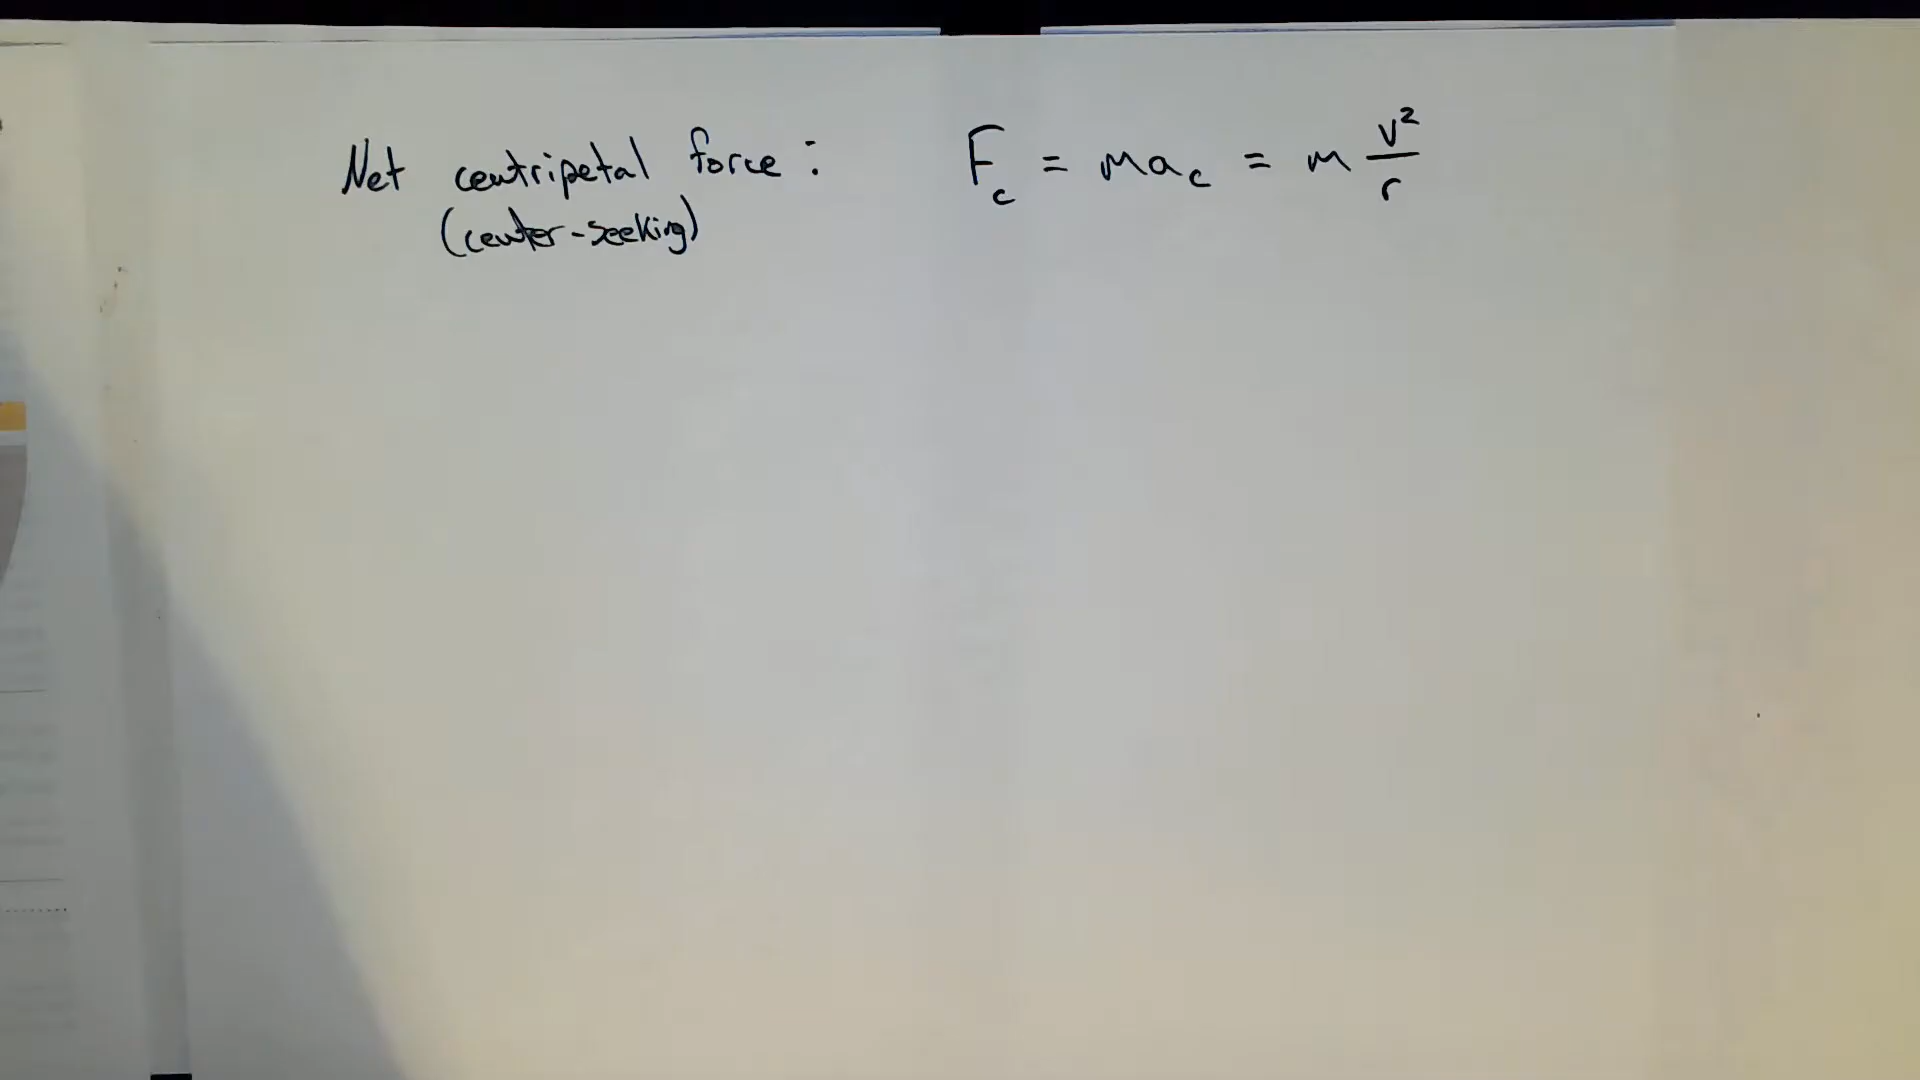 Net centripetal force : F_c = ma_c = m v²/r
(center-seeking)